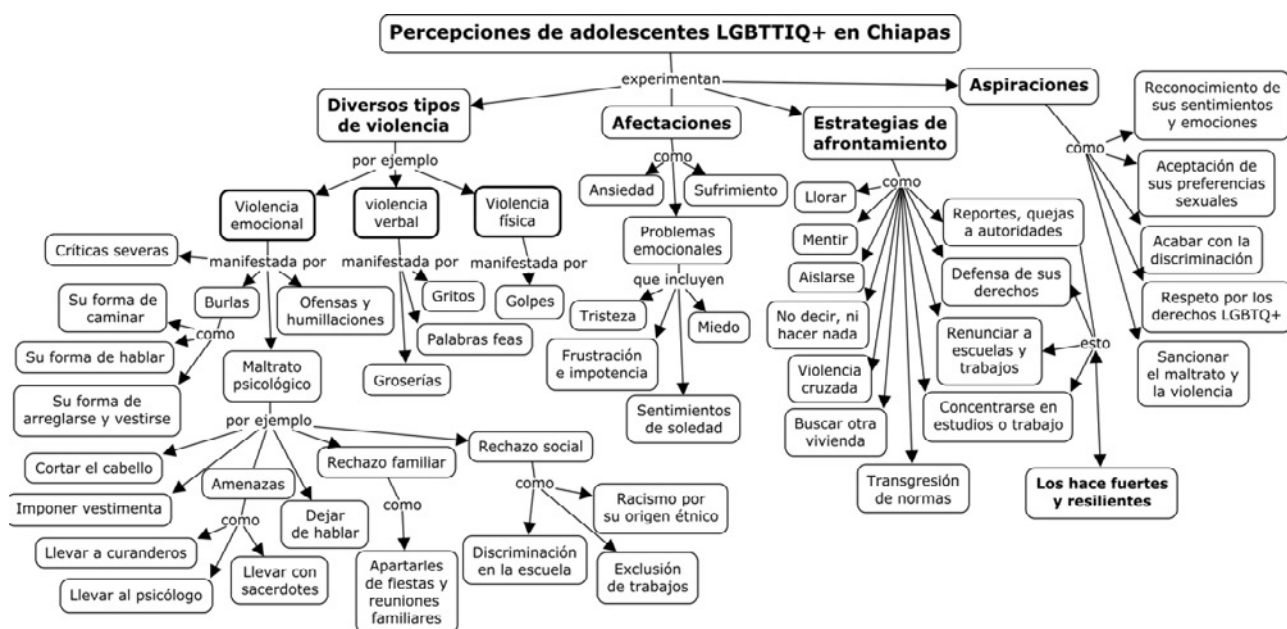 Percepciones de adolescentes LGBTTIQ+ en Chiapas
experimentan
Diversos tipos
de violencia
por ejemplo
Violencia
emocional
violencia
verbal
Violencia
física
manifestada por
manifestada por
manifestada por
Críticas severas
Burlas
Ofensas y
humillaciones
como
Su forma de
caminar
Su forma de hablar
Su forma de
arreglarse y vestirse
Maltrato
psicológico
Gritos
Palabras feas
Groserías
Golpes
por ejemplo
Cortar el cabello
Imponer vestimenta
Amenazas
como
Llevar a curanderos
Llevar al psicólogo
Llevar con
sacerdotes
Dejar
de hablar
Rechazo familiar
como
Apartarles
de fiestas y
reuniones
familiares
Rechazo social
como
Racismo por
su origen étnico
Discriminación
en la escuela
Exclusión
de trabajos
Afectaciones
como
Ansiedad
Sufrimiento
Problemas
emocionales
que incluyen
Tristeza
Miedo
Frustración
e impotencia
Sentimientos
de soledad
Estrategias de
afrontamiento
como
Llorar
Mentir
Aislarse
No decir, ni
hacer nada
Violencia
cruzada
Buscar otra
vivienda
Transgresión
de normas
Reportes, quejas
a autoridades
Defensa de sus
derechos
Renunciar a
escuelas y
trabajos
Concentrarse en
estudios o trabajo
esto
Los hace fuertes
y resilientes
Aspiraciones
como
Reconocimiento de
sus sentimientos
y emociones
Aceptación de
sus preferencias
sexuales
Acabar con la
discriminación
Respeto por los
derechos LGBTQ+
Sancionar
el maltrato y
la violencia